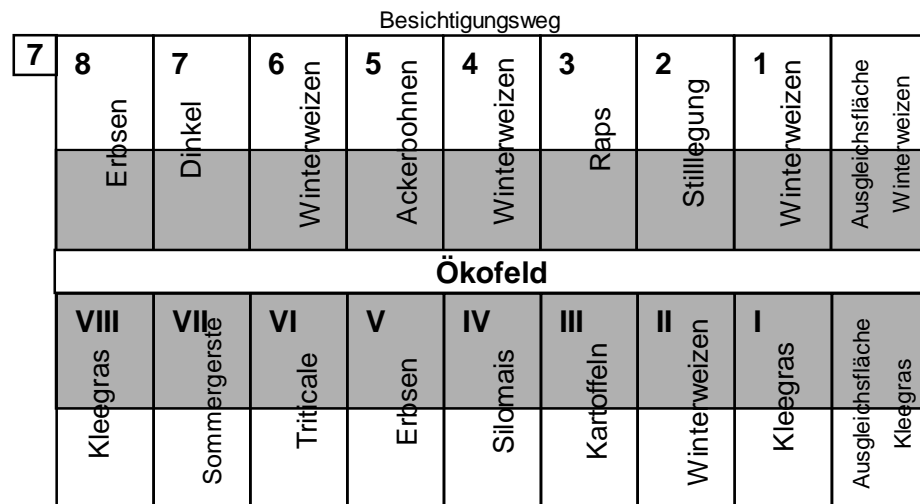 Besichtigungsweg
7
8 7 6 5 4 3 2 1
Erbsen
Dinkel
Winterweizen
Ackerbohnen
Winterweizen
Raps
Stilllegung
Winterweizen
Ausgleichsfläche
Winterweizen
Ökofeld
VIII VII VI V IV III II I
Kleegras
Sommergerste
Triticale
Erbsen
Silomais
Kartoffeln
Winterweizen
Kleegras
Ausgleichsfläche
Kleegras